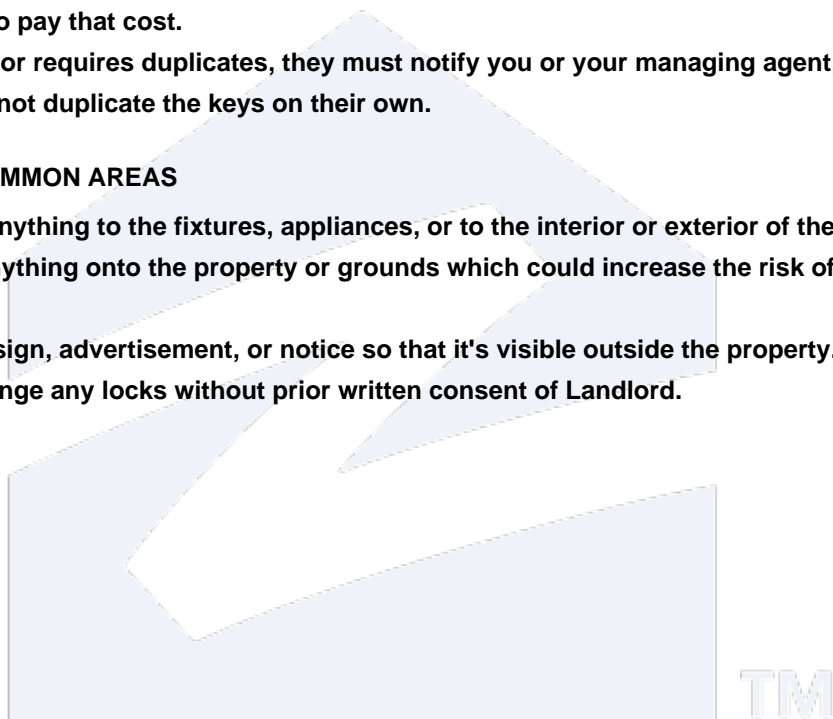 o pay that cost.
or requires duplicates, they must notify you or your managing agent
not duplicate the keys on their own.
MMON AREAS
nything to the fixtures, appliances, or to the interior or exterior of the
ything onto the property or grounds which could increase the risk of
sign, advertisement, or notice so that it's visible outside the property.
nge any locks without prior written consent of Landlord.
TM